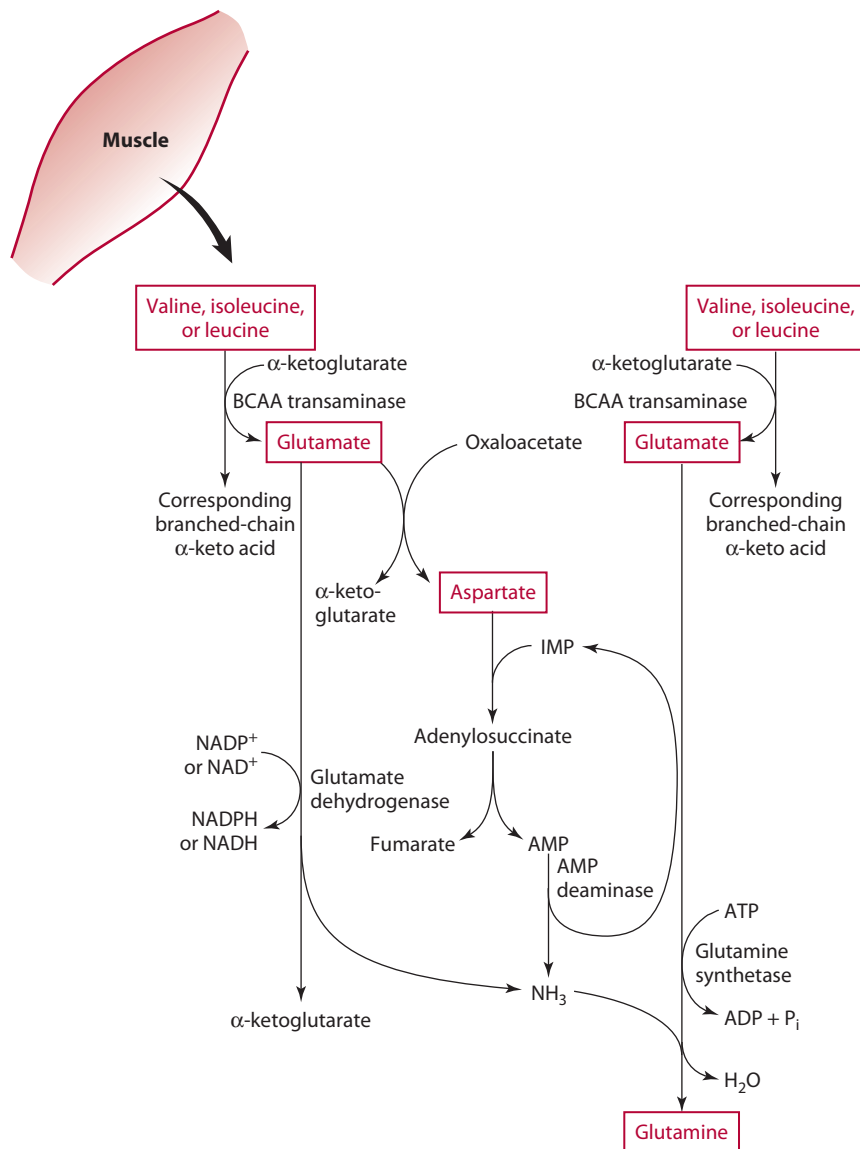 Muscle
Valine, isoleucine,
or leucine
α-ketoglutarate
BCAA transaminase
Glutamate
Oxaloacetate
Corresponding
branched-chain
α-keto acid
α-keto-
glutarate
Aspartate
IMP
Adenylosuccinate
NADP⁺
or NAD⁺
Glutamate
dehydrogenase
NADPH
or NADH
Fumarate
AMP
AMP
deaminase
NH₃
α-ketoglutarate
Valine, isoleucine,
or leucine
α-ketoglutarate
BCAA transaminase
Glutamate
Corresponding
branched-chain
α-keto acid
ATP
Glutamine
synthetase
ADP + Pᵢ
H₂O
Glutamine